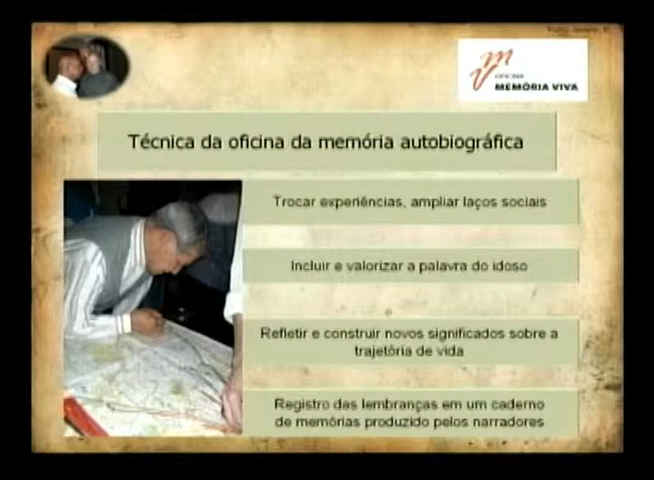 OFICINA
MEMÓRIA VIVA
Técnica da oficina da memória autobiográfica
Trocar experiências, ampliar laços sociais
Incluir e valorizar a palavra do idoso
Refletir e construir novos significados sobre a
trajetória de vida
Registro das lembranças em um caderno
de memórias produzido pelos narradores